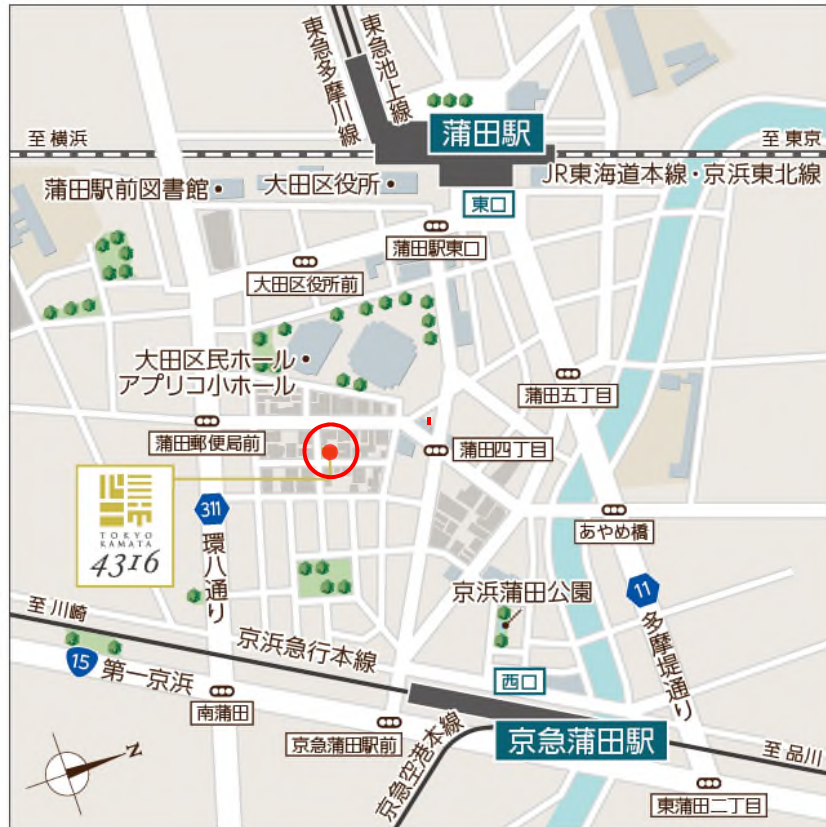 東急多摩川線
東急池上線
蒲田駅
至 横浜
至 東京
蒲田駅前図書館
大田区役所
JR東海道本線・京浜東北線
東口
蒲田駅東口
大田区役所前
大田区民ホール・
アプリコ小ホール
蒲田五丁目
蒲田郵便局前
蒲田四丁目
TOKYO
KAMATA
4316
311
環八通り
あやめ橋
11
多摩堤通り
京浜蒲田公園
至 川崎
京浜急行本線
15
第一京浜
西口
南蒲田
京急蒲田駅前
京急空港本線
京急蒲田駅
至 品川
東蒲田二丁目
N